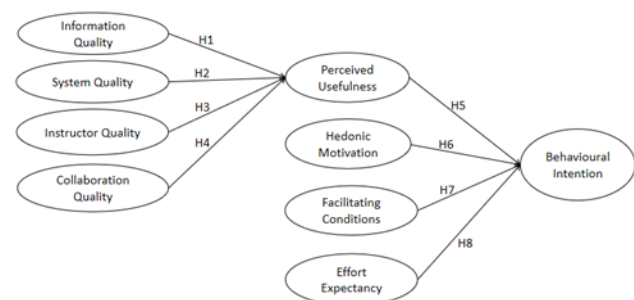 Information
Quality
H1
System Quality
H2
Instructor Quality
H3
Collaboration
Quality
H4
Perceived
Usefulness
H5
Hedonic
Motivation
H6
Facilitating
Conditions
H7
Effort
Expectancy
H8
Behavioural
Intention